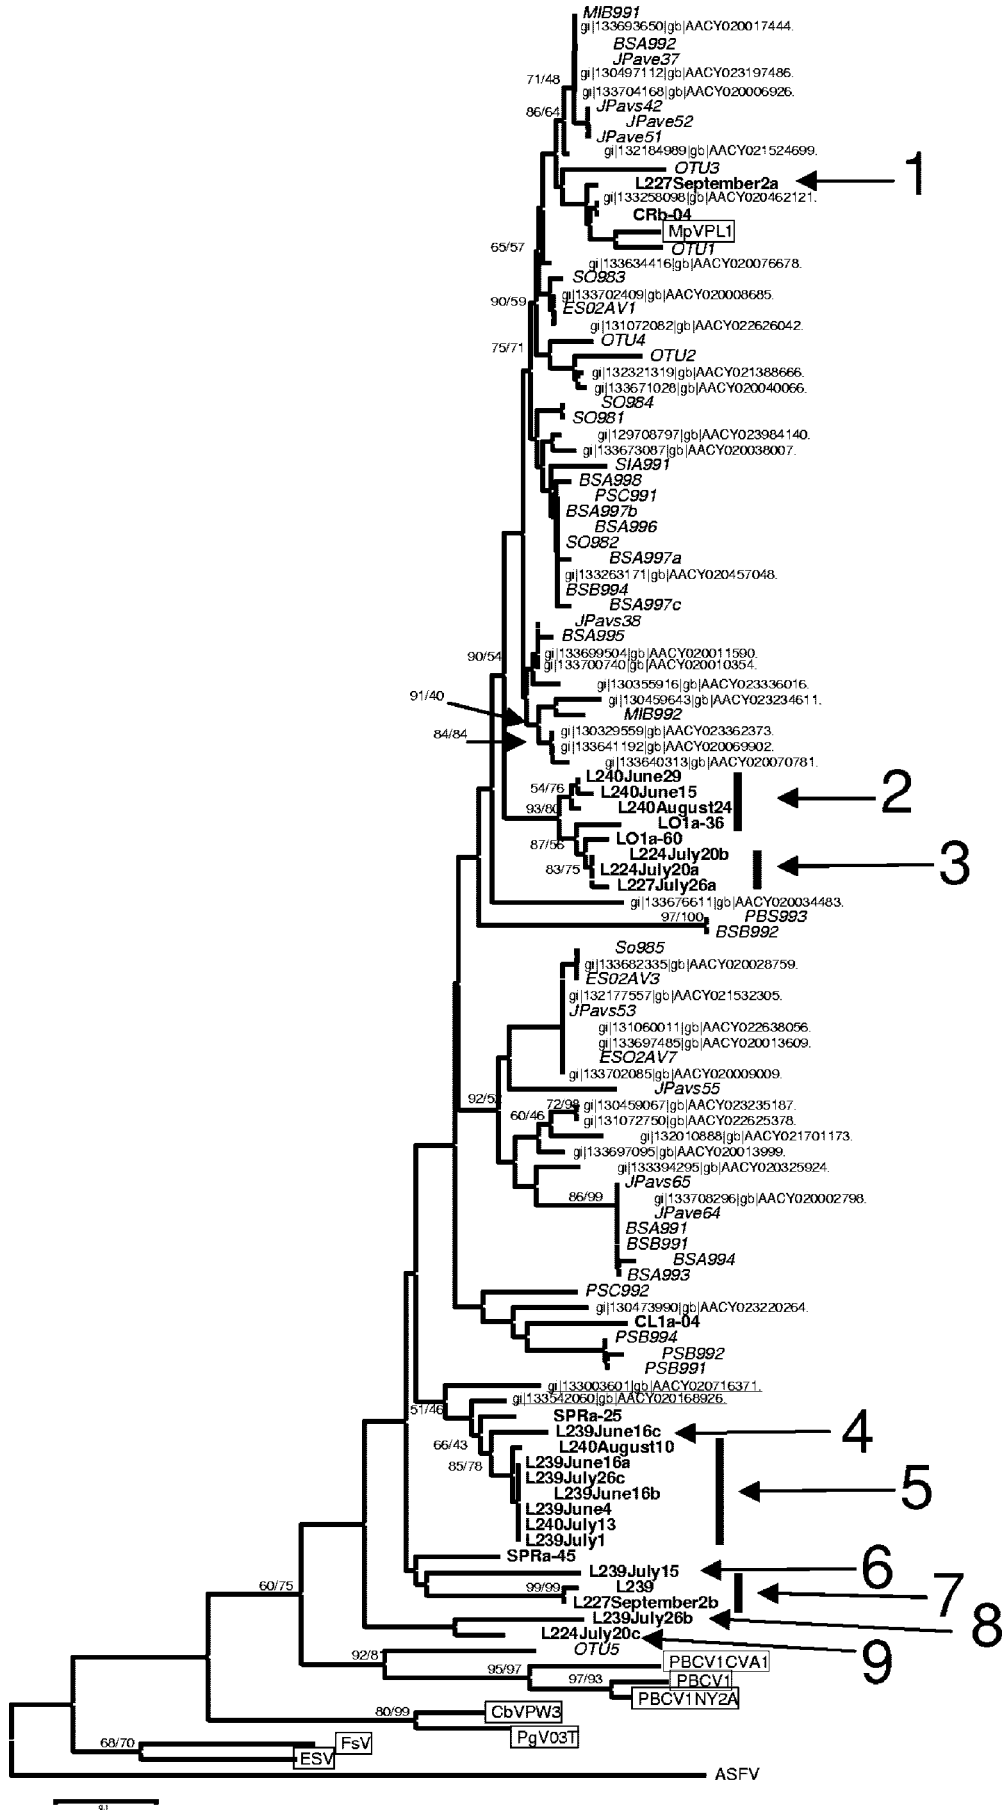 MIB991
gi|133693650|gb|AACY020017444.
BSA992
JPave37
gi|130497112|gb|AACY023197486.
71/48
gi|133704168|gb|AACY020006926.
JPavs42
86/64
JPave52
JPave51
gi|132184989|gb|AACY021524699.
OTU3
L227September2a
1
gi|133258098|gb|AACY020462121.
CRb-04
MpVPL1
OTU1
65/57
gi|133634416|gb|AACY020076678.
SO983
gi|133702409|gb|AACY020008685.
90/59
ES02AV1
gi|131072082|gb|AACY022626042.
OTU4
75/71
OTU2
gi|132321319|gb|AACY021388666.
gi|133671028|gb|AACY020040066.
SO984
SO981
gi|129708797|gb|AACY023984140.
gi|133673087|gb|AACY020038007.
SIA991
BSA998
PSC991
BSA997b
BSA996
SO982
BSA997a
gi|133263171|gb|AACY020457048.
BSB994
BSA997c
JPavs38
BSA995
90/54
gi|133699504|gb|AACY020011590.
gi|133700740|gb|AACY020010354.
gi|130355916|gb|AACY023336016.
91/40
gi|130459643|gb|AACY023234611.
MIB992
84/84
gi|130329559|gb|AACY023362373.
gi|133641192|gb|AACY020069902.
gi|133640313|gb|AACY020070781.
L240June29
54/76
L240June15
2
93/80
L240August24
LO1a-36
87/56
LO1a-60
L224July20b
3
83/75
L224July20a
L227July26a
gi|133676611|gb|AACY020034483.
97/100
PBS993
BSB992
So985
gi|133682335|gb|AACY020028759.
ES02AV3
gi|132177557|gb|AACY021532305.
JPavs53
gi|131060011|gb|AACY022638056.
gi|133697485|gb|AACY020013609.
ESO2AV7
gi|133702085|gb|AACY020009009.
JPavs55
92/52
72/98
gi|130459067|gb|AACY023235187.
60/46
gi|131072750|gb|AACY022625378.
gi|132010888|gb|AACY021701173.
gi|133697095|gb|AACY020013999.
gi|133394295|gb|AACY020325924.
JPavs65
86/99
gi|133708296|gb|AACY020002798.
JPave64
BSA991
BSB991
BSA994
BSA993
PSC992
gi|130473990|gb|AACY023220264.
CL1a-04
PSB994
PSB992
PSB991
gi|133003601|gb|AACY020716371.
gi|133542060|gb|AACY020168926.
51/46
SPRa-25
L239June16c
4
66/43
L240August10
85/78
L239June16a
L239July26c
L239June16b
5
L239June4
L240July13
L239July1
SPRa-45
L239July15
6
60/75
99/99
L239
7
L227September2b
L239July26b
8
L224July20c
9
OTU5
92/8
PBCV1CVA1
95/97
97/93
PBCV1
PBCV1NY2A
80/99
CbVPW3
PgV03T
68/70
FsV
ESV
ASFV
0.1